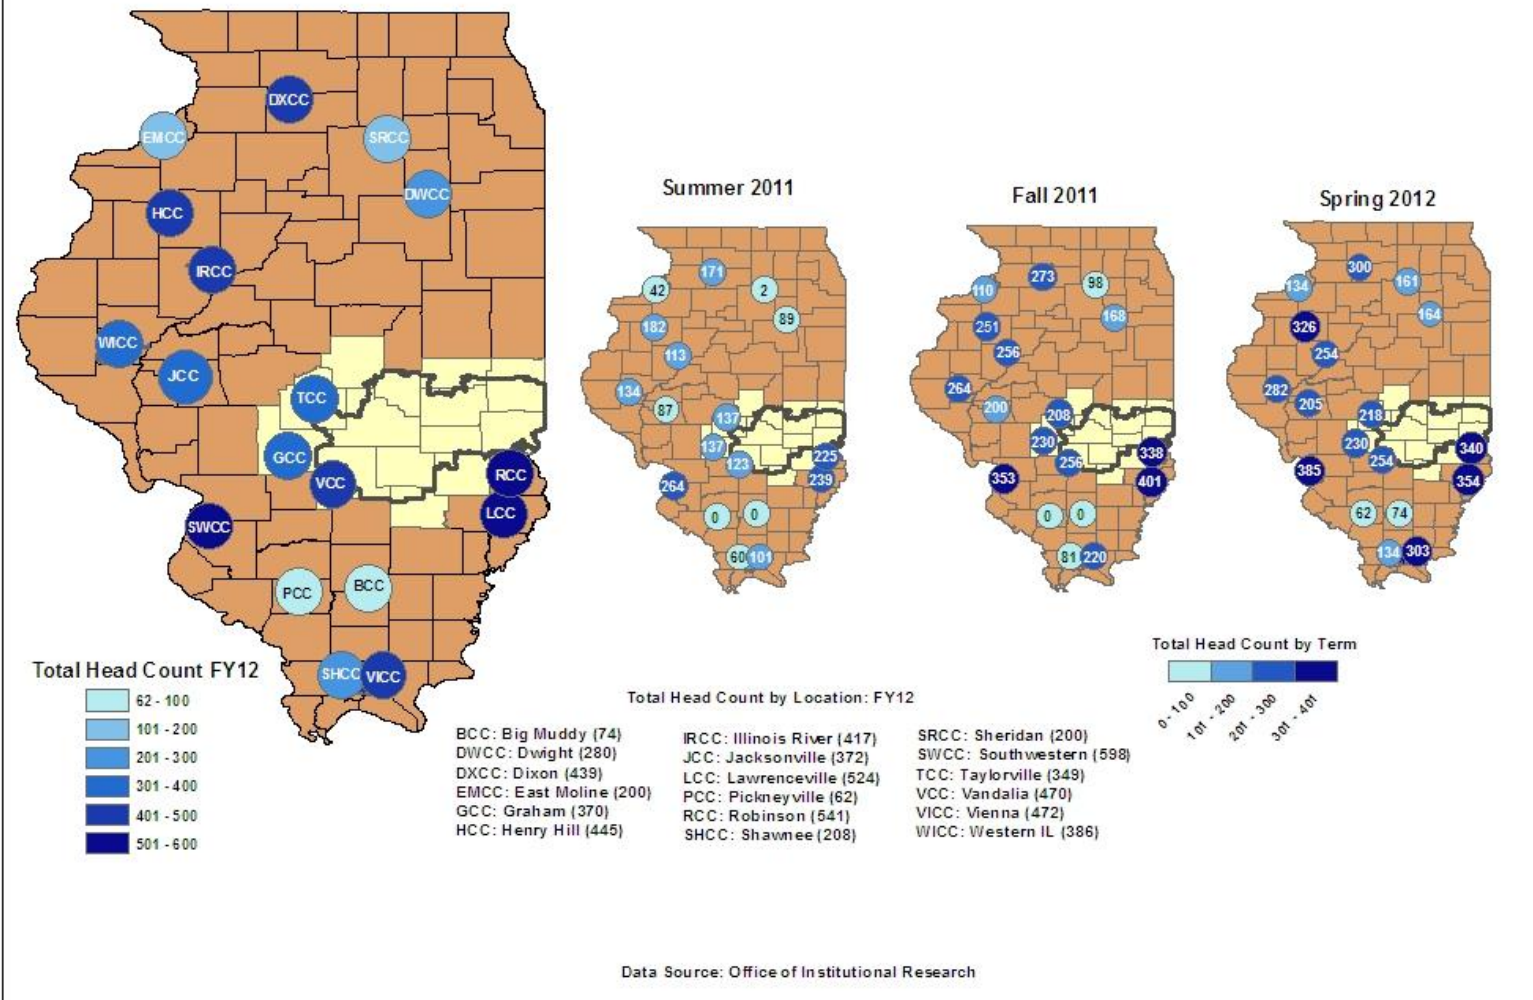 DXCC
EMCC
SRCC
DWCC
HCC
IRCC
WICC
JCC
TCC
GCC
VCC
RCC
LCC
SWCC
PCC
BCC
SHCC
VICC
Total Head Count FY12
62 - 100
101 - 200
201 - 300
301 - 400
401 - 500
501 - 600
Summer 2011
171
42
2
89
182
113
134
87
137
137
123
225
239
264
0
0
60
101
Fall 2011
273
98
110
168
251
256
264
200
208
230
256
338
353
401
0
0
81
220
Spring 2012
300
161
134
164
326
254
282
205
218
230
254
340
385
354
62
74
134
303
Total Head Count by Term
0 - 100
101 - 200
201 - 300
301 - 401
Total Head Count by Location: FY12
BCC: Big Muddy (74)
DWCC: Dwight (280)
DXCC: Dixon (439)
EMCC: East Moline (200)
GCC: Graham (370)
HCC: Henry Hill (445)
IRCC: Illinois River (417)
JCC: Jacksonville (372)
LCC: Lawrenceville (524)
PCC: Pickneyville (62)
RCC: Robinson (541)
SHCC: Shawnee (208)
SRCC: Sheridan (200)
SWCC: Southwestern (598)
TCC: Taylorville (349)
VCC: Vandalia (470)
VICC: Vienna (472)
WICC: Western IL (386)
Data Source: Office of Institutional Research